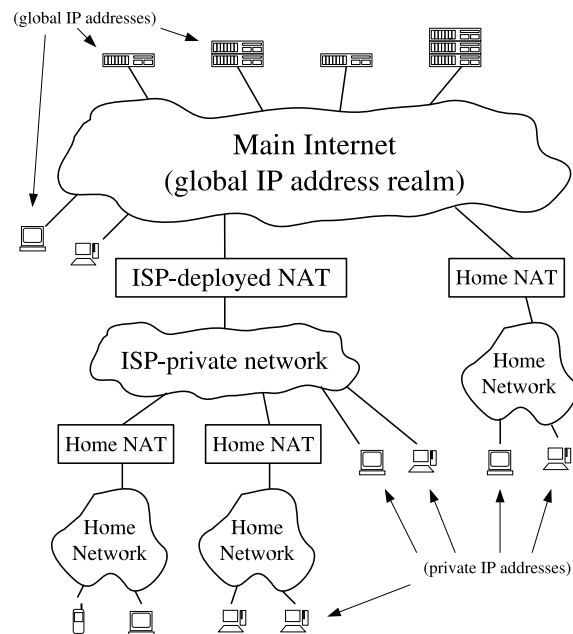 (global IP addresses)
Main Internet
(global IP address realm)
ISP-deployed NAT
Home NAT
ISP-private network
Home
Network
Home NAT
Home NAT
Home
Network
Home
Network
(private IP addresses)